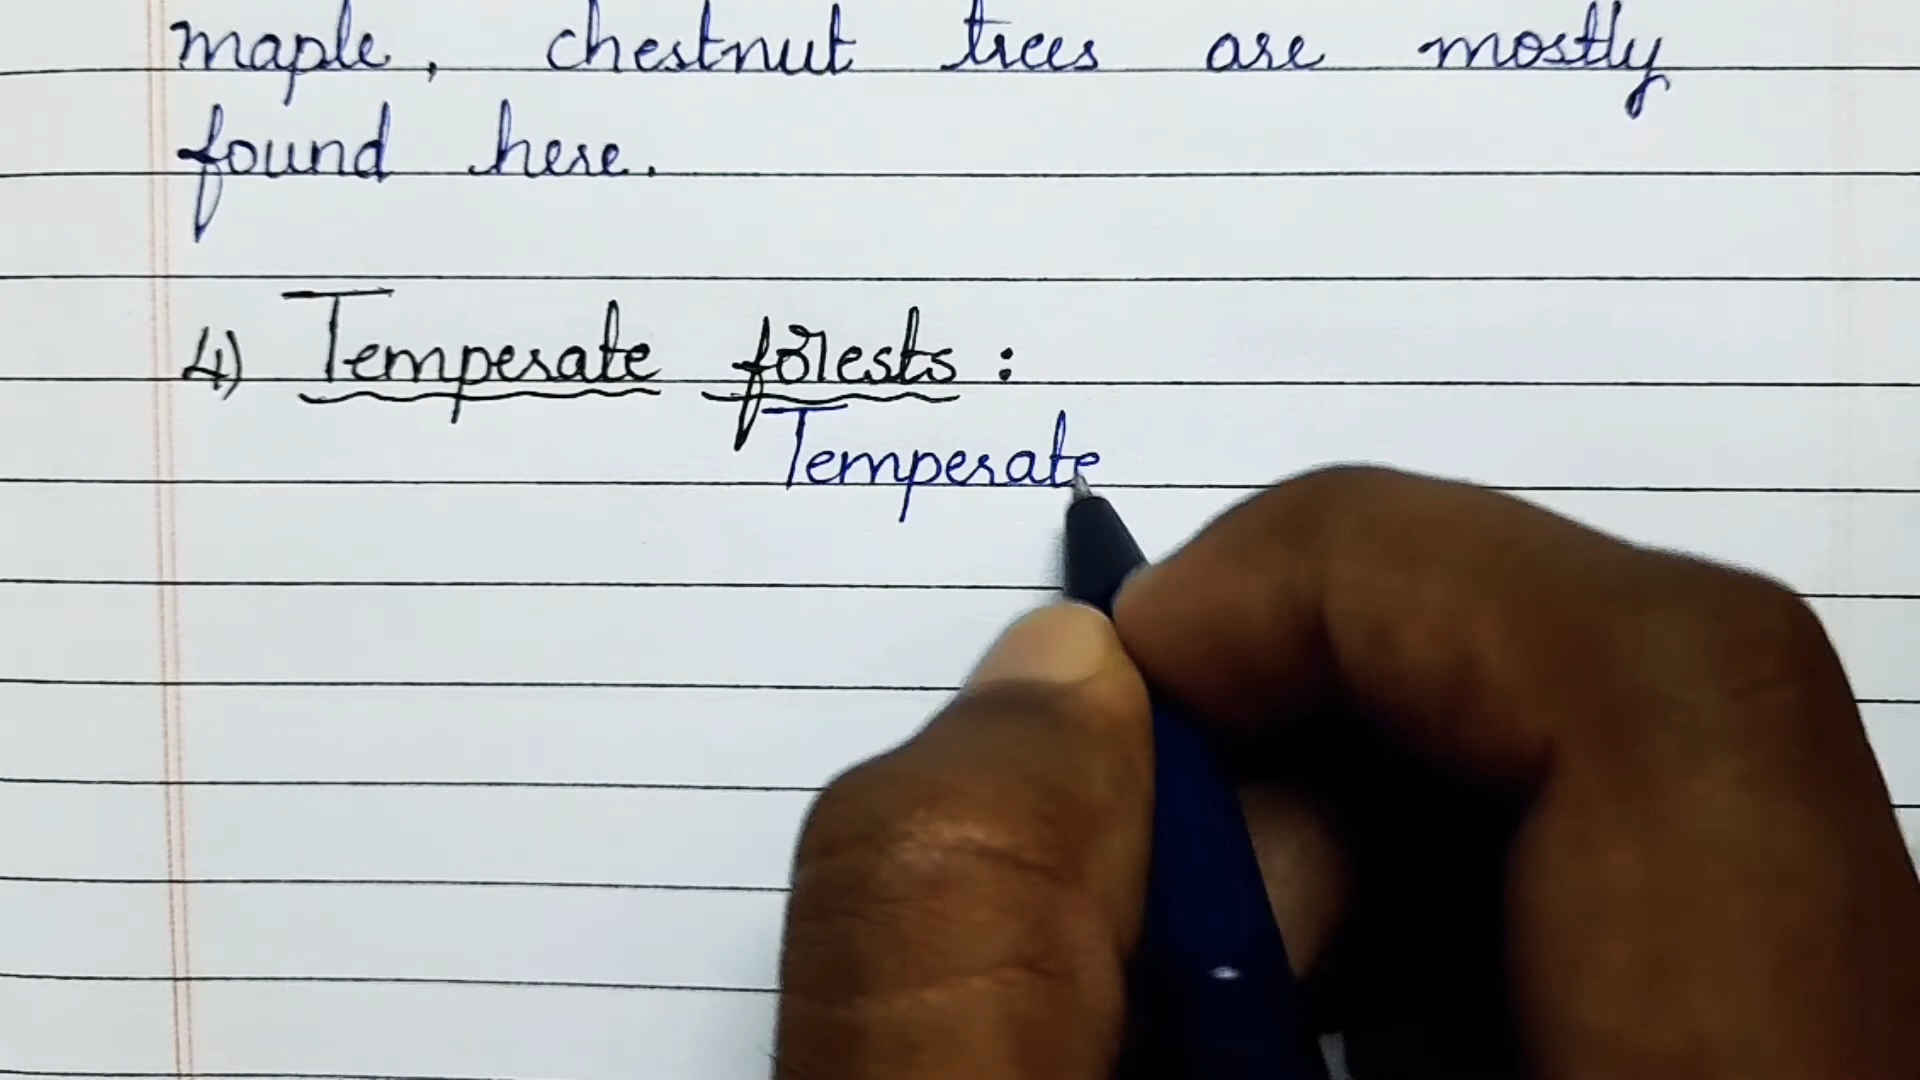 maple, chestnut trees are mostly
found here.
4) Temperate forests :
Temperate